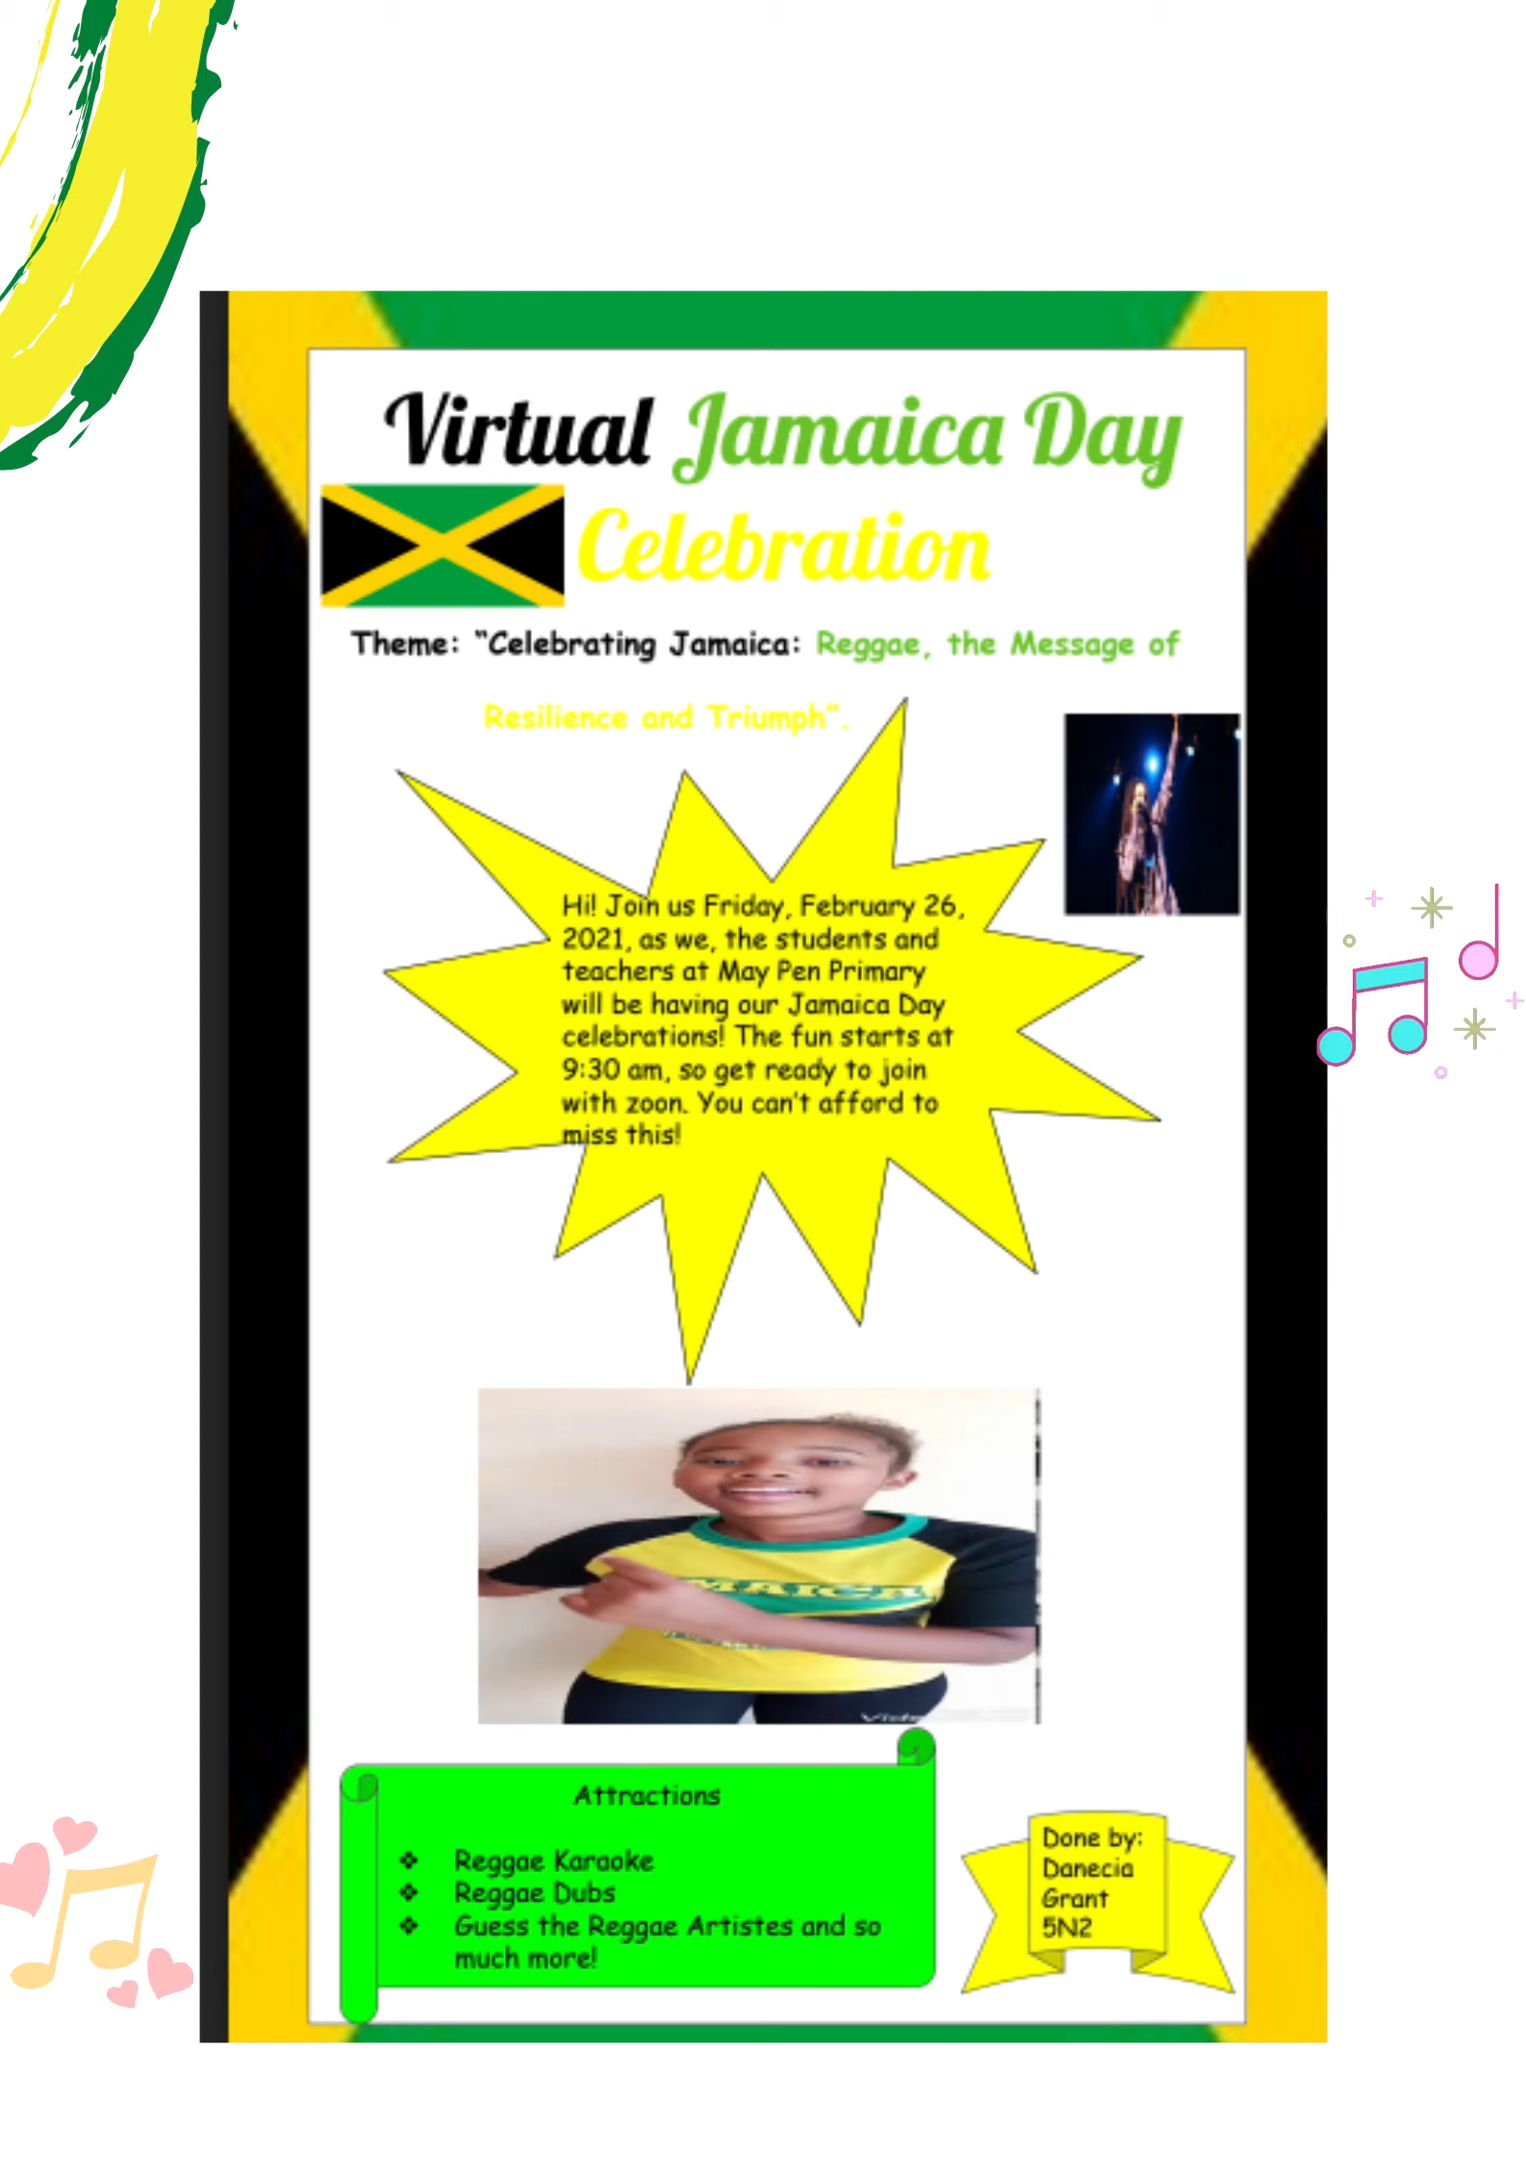 Virtual Jamaica Day
Celebration
Theme: “Celebrating Jamaica: Reggae, the Message of
Resilience and Triumph”.
Hi! Join us Friday, February 26,
2021, as we, the students and
teachers at May Pen Primary
will be having our Jamaica Day
celebrations! The fun starts at
9:30 am, so get ready to join
with zoon. You can't afford to
miss this!
MAICA
Attractions
❖ Reggae Karaoke
❖ Reggae Dubs
❖ Guess the Reggae Artistes and so
much more!
Done by:
Danecia
Grant
5N2